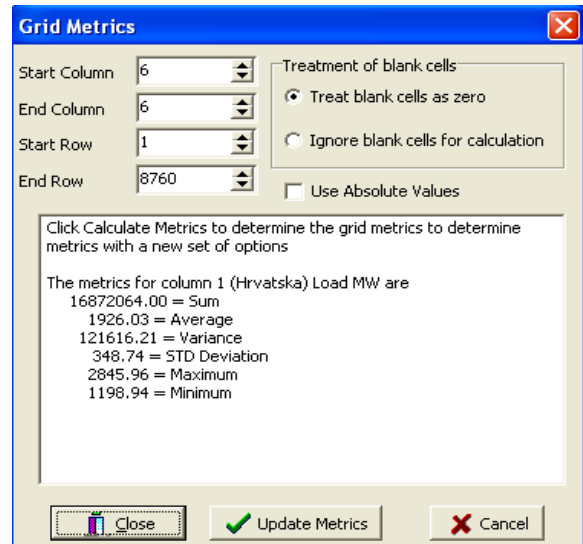 Grid Metrics
Start Column 6
End Column 6
Start Row 1
End Row 8760
Treatment of blank cells
Treat blank cells as zero
Ignore blank cells for calculation
Use Absolute Values
Click Calculate Metrics to determine the grid metrics to determine
metrics with a new set of options
The metrics for column 1 (Hrvatska) Load MW are
16872064.00 = Sum
1926.03 = Average
121616.21 = Variance
348.74 = STD Deviation
2845.96 = Maximum
1198.94 = Minimum
Close Update Metrics Cancel